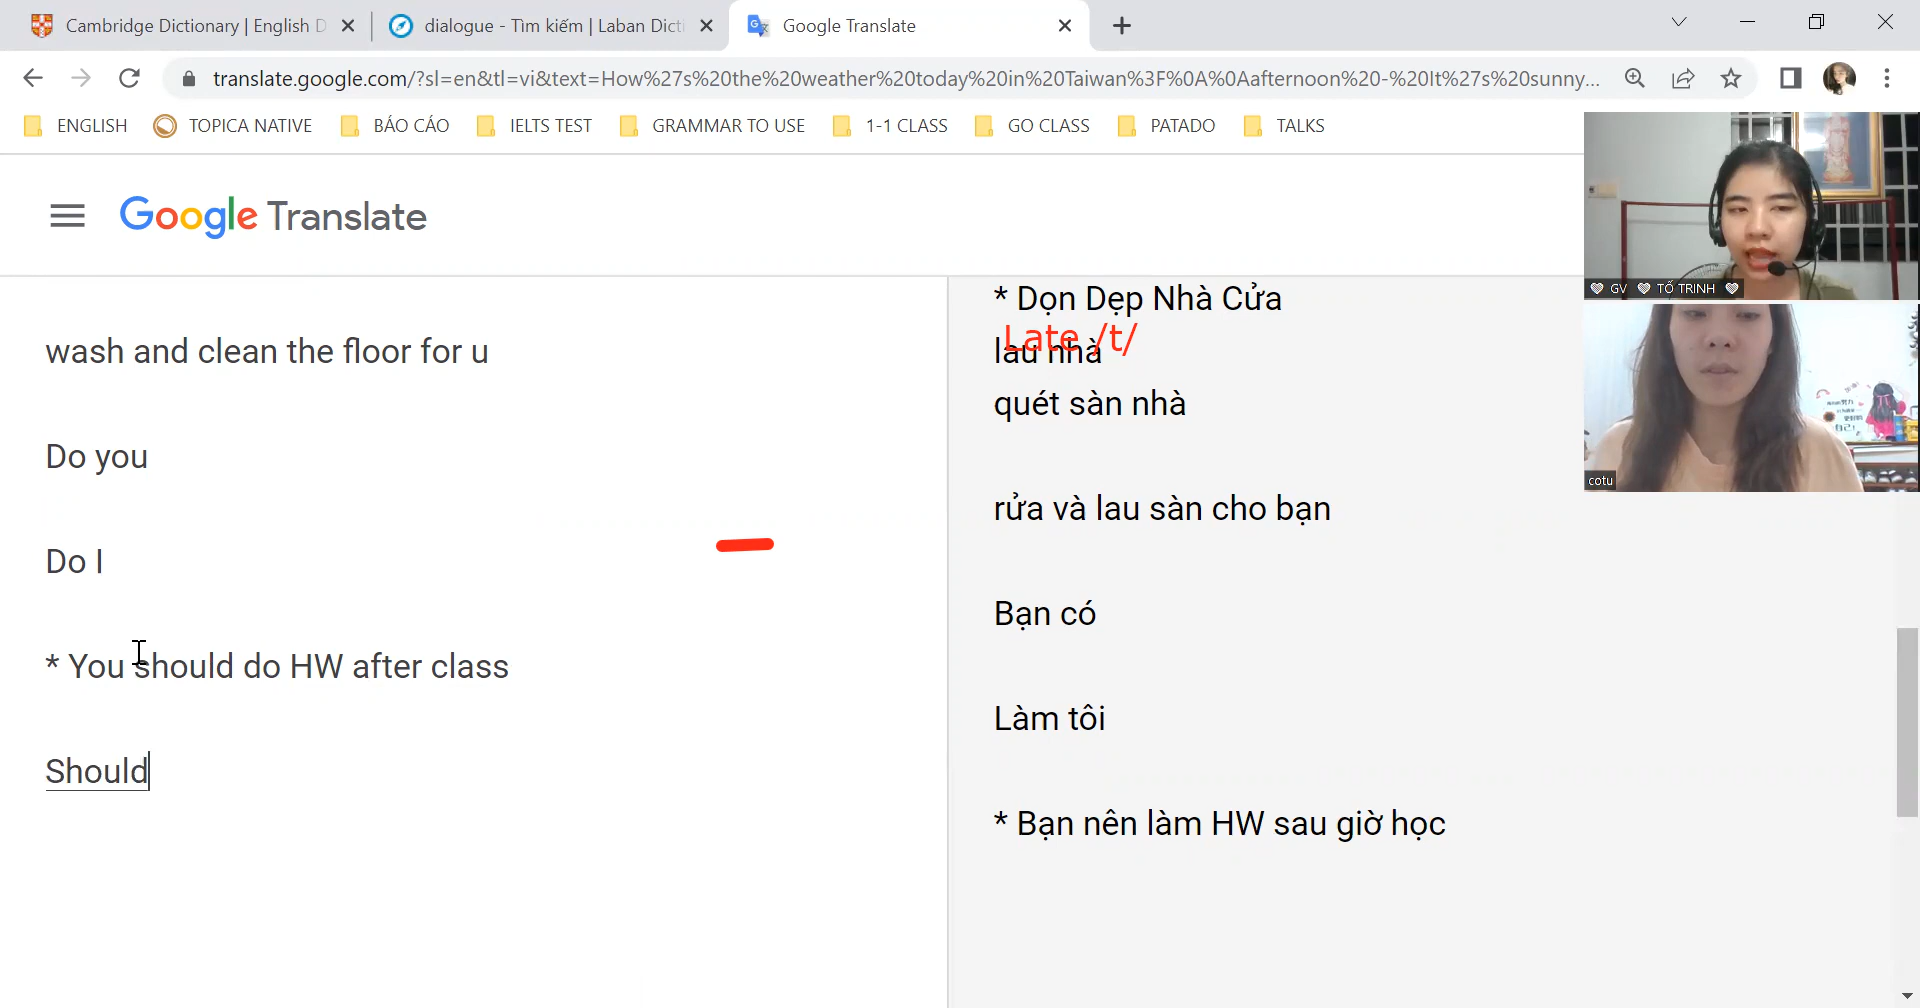 Cambridge Dictionary | English D
dialogue - Tìm kiếm | Laban Dicti
Google Translate
translate.google.com/?sl=en&tl=vi&text=How%27s%20the%20weather%20today%20in%20Taiwan%3F%0A%0Aafternoon%20-%20It%27s%20sunny...
ENGLISH
TOPICA NATIVE
BÁO CÁO
IELTS TEST
GRAMMAR TO USE
1-1 CLASS
GO CLASS
PATADO
TALKS
Google Translate
wash and clean the floor for u
Do you
Do I
* You should do HW after class
Should
* Dọn Dẹp Nhà Cửa
Late /t/
lau nhà
quét sàn nhà
rửa và lau sàn cho bạn
Bạn có
Làm tôi
* Bạn nên làm HW sau giờ học
GV TỐ TRINH
cotu